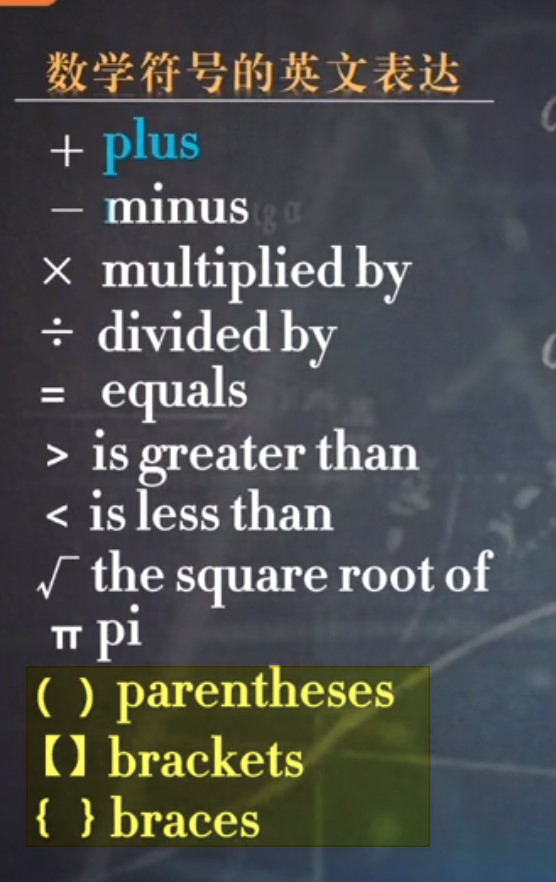 数学符号的英文表达
+ plus
− minus
× multiplied by
÷ divided by
= equals
> is greater than
< is less than
√ the square root of
π pi
( ) parentheses
【】 brackets
{ } braces